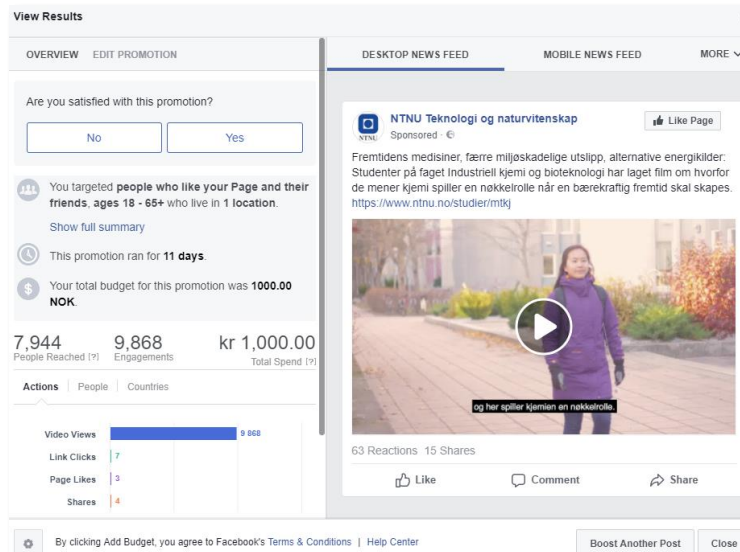 View Results
OVERVIEW EDIT PROMOTION
Are you satisfied with this promotion?
No Yes
You targeted people who like your Page and their
friends, ages 18 - 65+ who live in 1 location.
Show full summary
This promotion ran for 11 days.
Your total budget for this promotion was 1000.00
NOK.
7,944 9,868 kr 1,000.00
People Reached [?] Engagements Total Spend [?]
Actions People Countries
Video Views 9 868
Link Clicks 7
Page Likes 3
Shares 4
DESKTOP NEWS FEED MOBILE NEWS FEED MORE
NTNU
NTNU Teknologi og naturvitenskap
Sponsored ·
Like Page
Fremtidens medisiner, færre miljøskadelige utslipp, alternative energikilder:
Studenter på faget Industriell kjemi og bioteknologi har laget film om hvorfor
de mener kjemi spiller en nøkkelrolle når en bærekraftig fremtid skal skapes.
https://www.ntnu.no/studier/mtkj
og her spiller kjemien en nøkkelrolle.
63 Reactions 15 Shares
Like Comment Share
By clicking Add Budget, you agree to Facebook's Terms & Conditions | Help Center
Boost Another Post Close